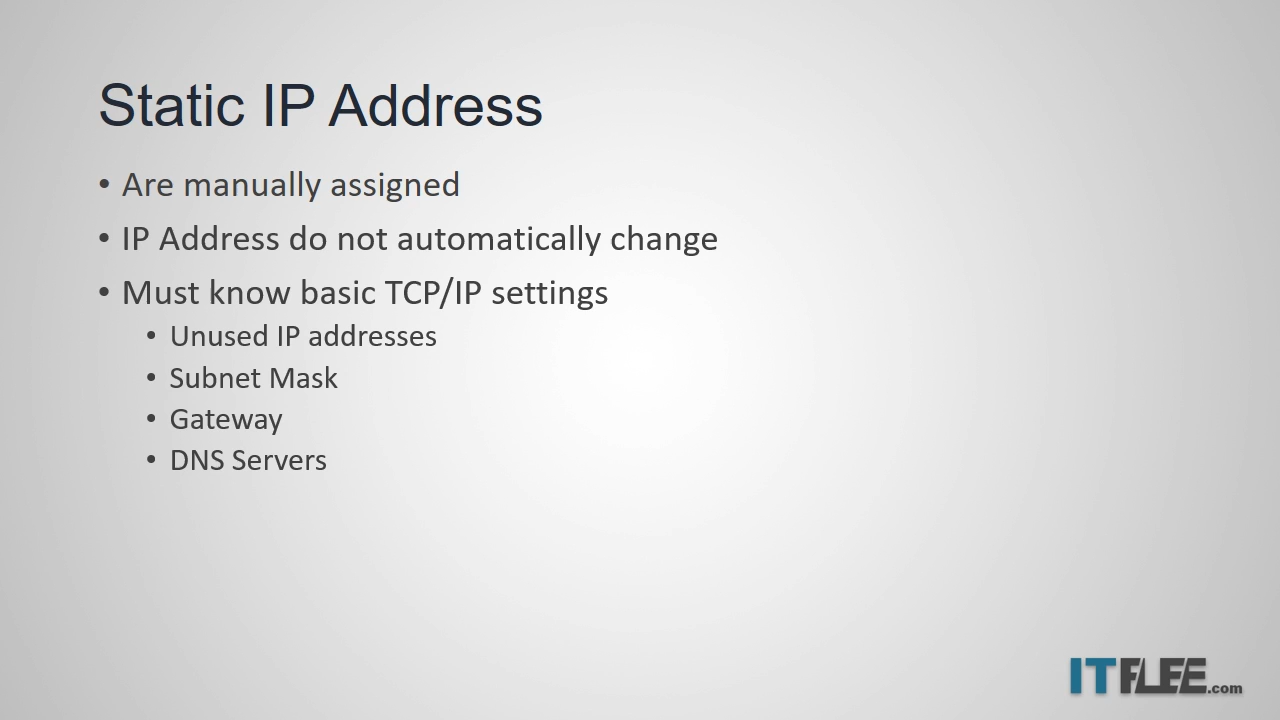 Static IP Address
• Are manually assigned
• IP Address do not automatically change
• Must know basic TCP/IP settings
• Unused IP addresses
• Subnet Mask
• Gateway
• DNS Servers
ITFLEE.com